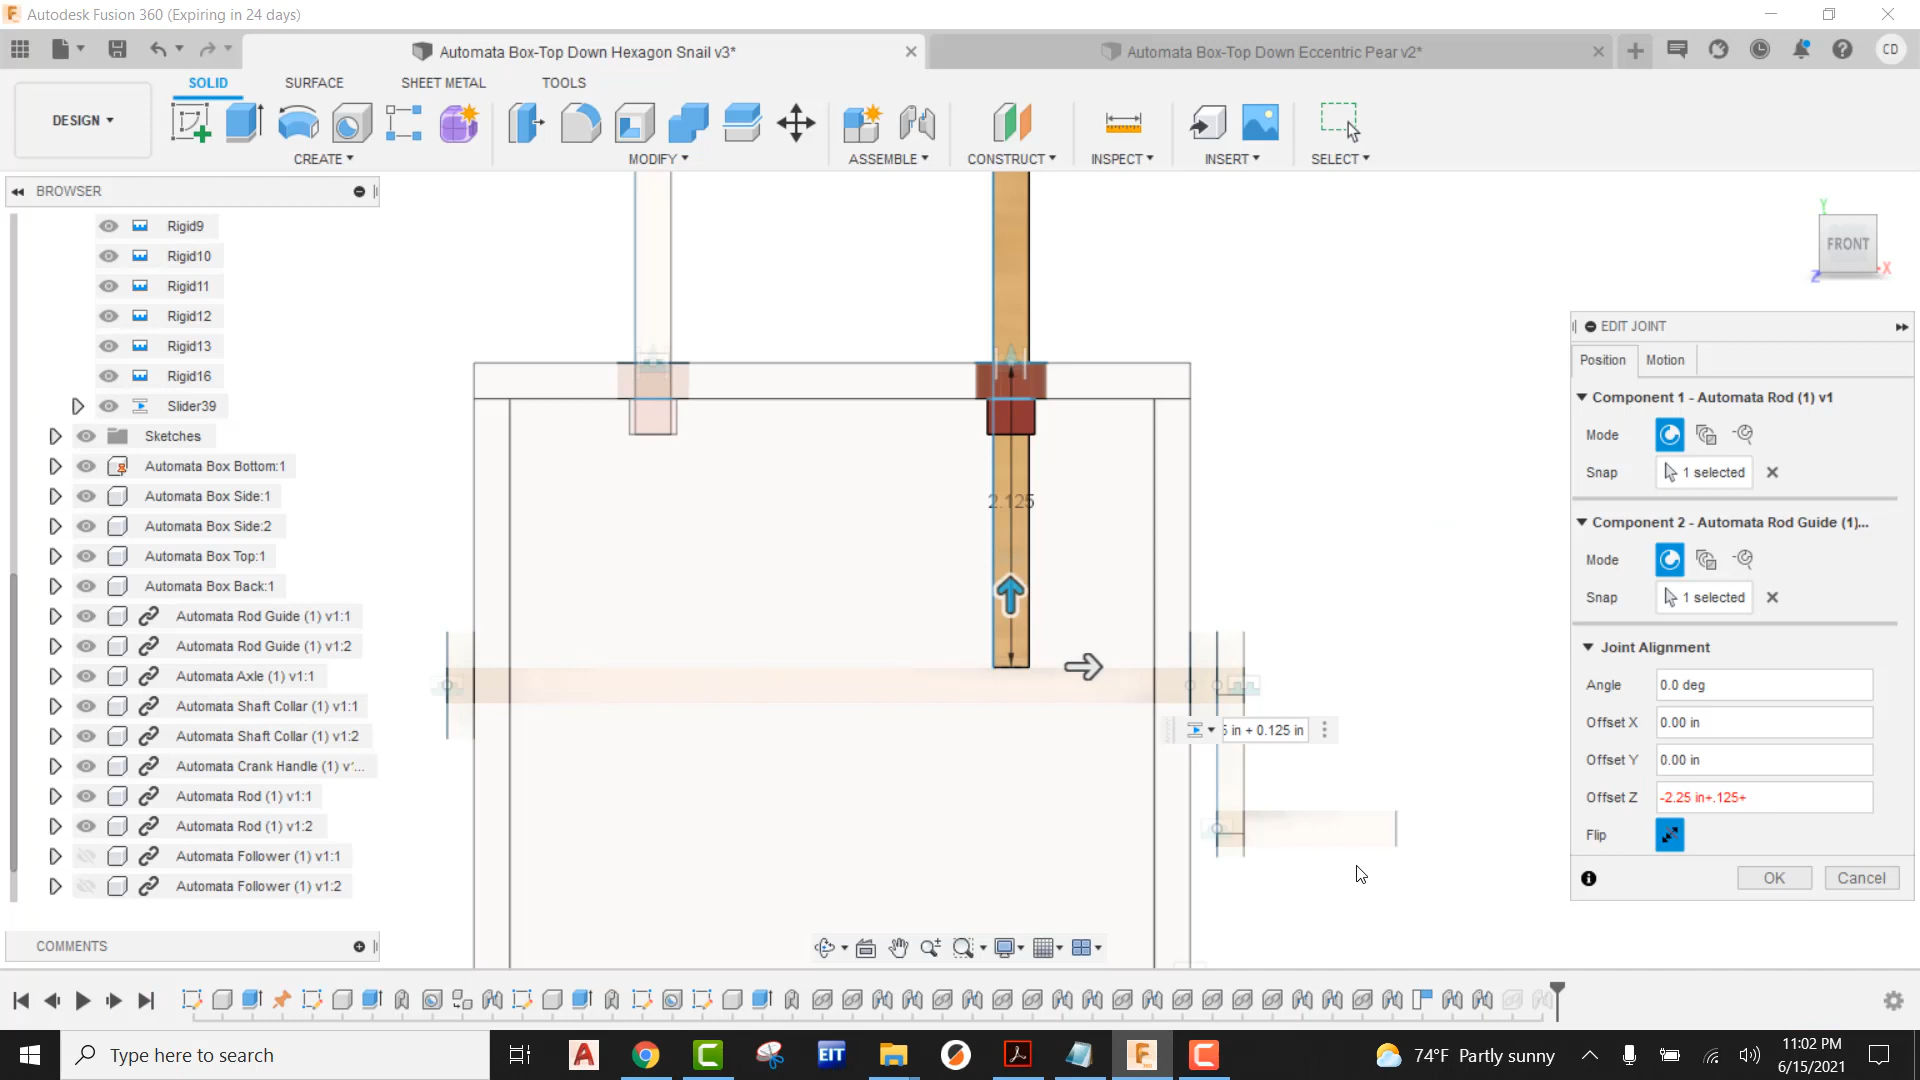 Autodesk Fusion 360 (Expiring in 24 days)
Automata Box-Top Down Hexagon Snail v3*
Automata Box-Top Down Eccentric Pear v2*
CD
DESIGN
SOLID
SURFACE
SHEET METAL
TOOLS
CREATE
MODIFY
ASSEMBLE
CONSTRUCT
INSPECT
INSERT
SELECT
BROWSER
Rigid9
Rigid10
Rigid11
Rigid12
Rigid13
Rigid16
Slider39
Sketches
Automata Box Bottom:1
Automata Box Side:1
Automata Box Side:2
Automata Box Top:1
Automata Box Back:1
Automata Rod Guide (1) v1:1
Automata Rod Guide (1) v1:2
Automata Axle (1) v1:1
Automata Shaft Collar (1) v1:1
Automata Shaft Collar (1) v1:2
Automata Crank Handle (1) v1:...
Automata Rod (1) v1:1
Automata Rod (1) v1:2
Automata Follower (1) v1:1
Automata Follower (1) v1:2
COMMENTS
2.125
5 in + 0.125 in
Y
FRONT
X
Z
EDIT JOINT
Position
Motion
Component 1 - Automata Rod (1) v1
Mode
Snap
1 selected
Component 2 - Automata Rod Guide (1)...
Mode
Snap
1 selected
Joint Alignment
Angle
0.0 deg
Offset X
0.00 in
Offset Y
0.00 in
Offset Z
-2.25 in+.125+
Flip
OK
Cancel
Type here to search
EIT
74°F Partly sunny
11:02 PM
6/15/2021